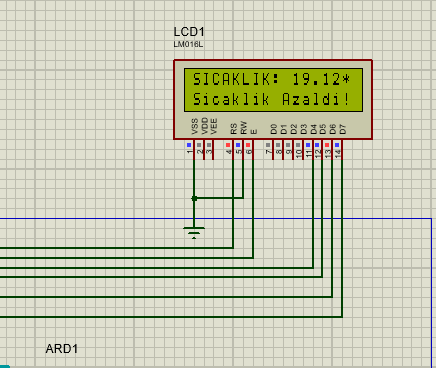 LCD1
LM016L
SICAKLIK: 19.12*
Sicaklik Azaldi!
VSS VDD VEE RS RW E D0 D1 D2 D3 D4 D5 D6 D7
1 2 3 4 5 6 7 8 9 10 11 12 13 14
ARD1